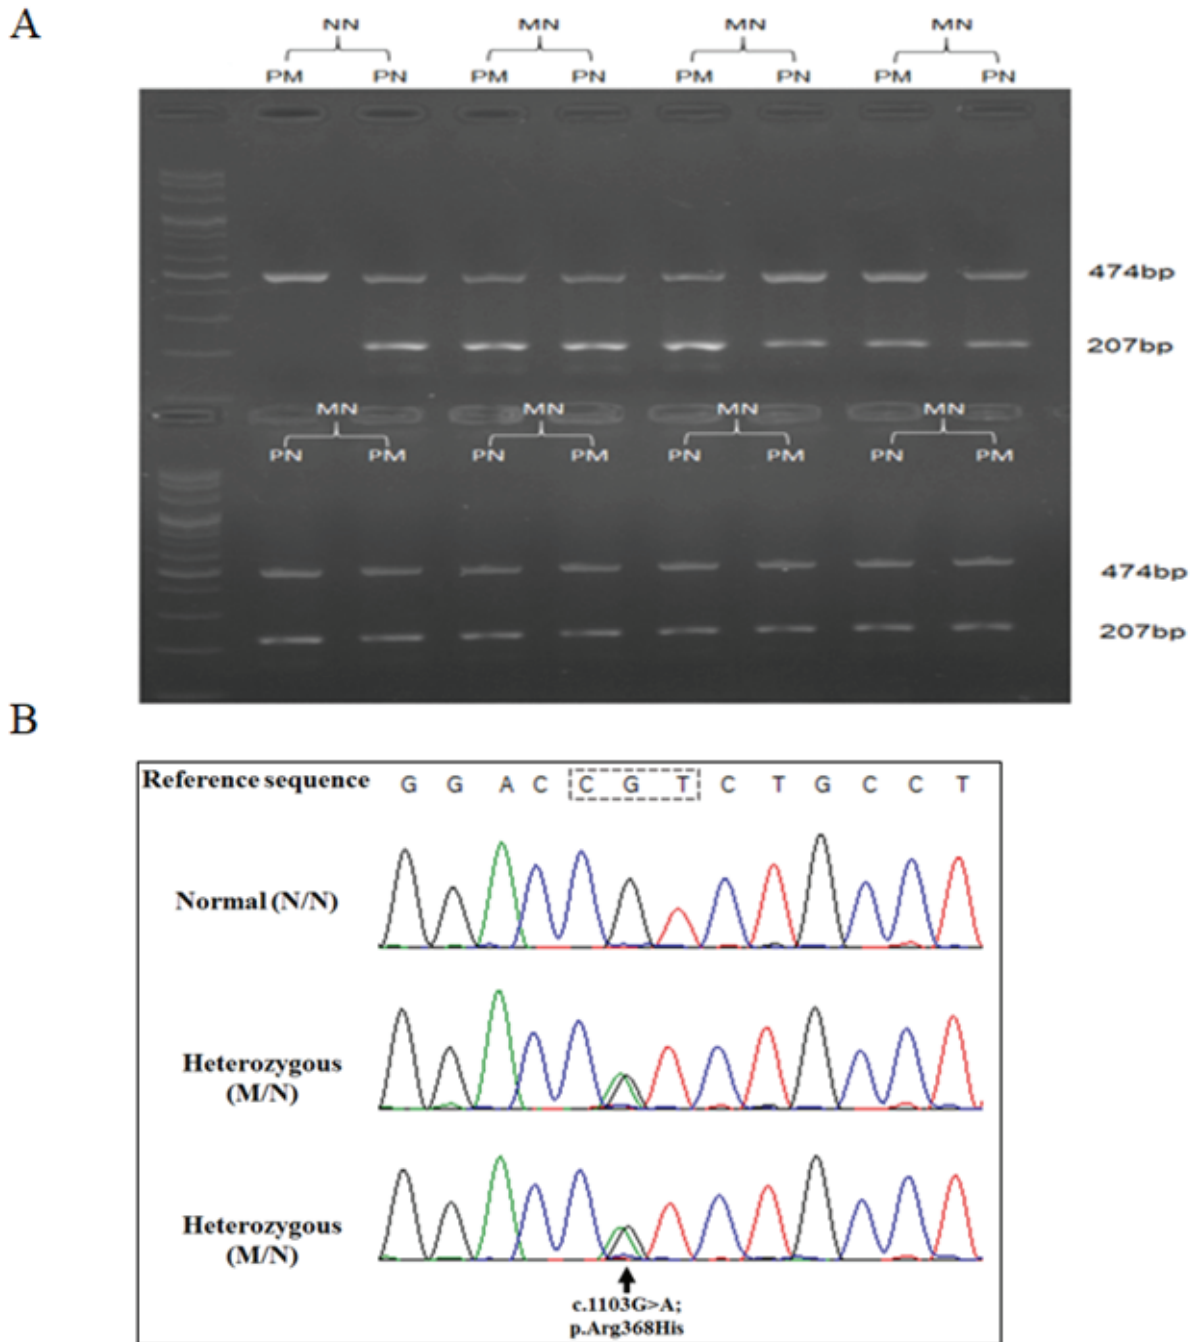 A
NN MN MN MN
PM PN PM PN PM PN PM PN
474bp
207bp
MN MN MN MN
PN PM PN PM PN PM PN PM
474bp
207bp
B
Reference sequence G G A C C G T C T G C C T
Normal (N/N)
Heterozygous
(M/N)
Heterozygous
(M/N)
c.1103G>A;
p.Arg368His